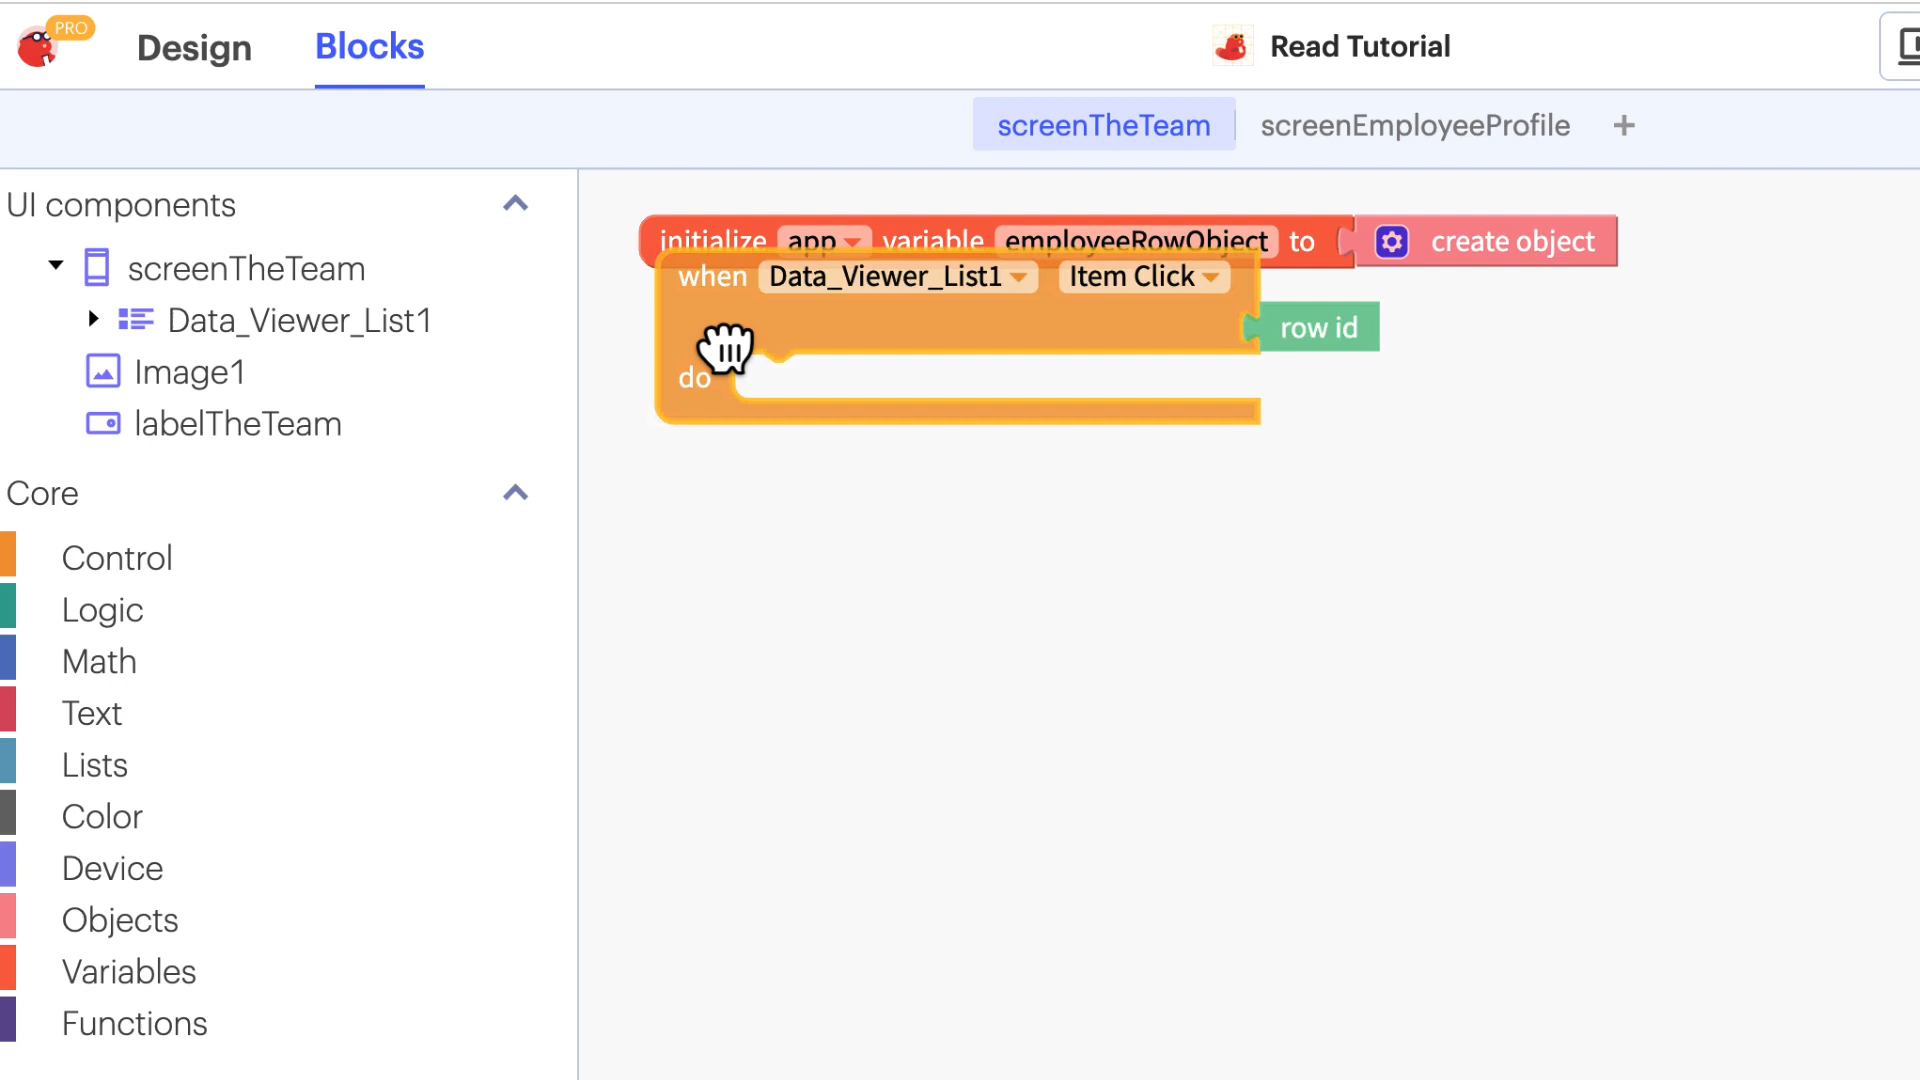 PRO
Design
Blocks
Read Tutorial
screenTheTeam
screenEmployeeProfile
+
UI components
screenTheTeam
Data_Viewer_List1
Image1
labelTheTeam
Core
Control
Logic
Math
Text
Lists
Color
Device
Objects
Variables
Functions
initialize app variable employeeRowObject to create object
when Data_Viewer_List1 Item Click
row id
do